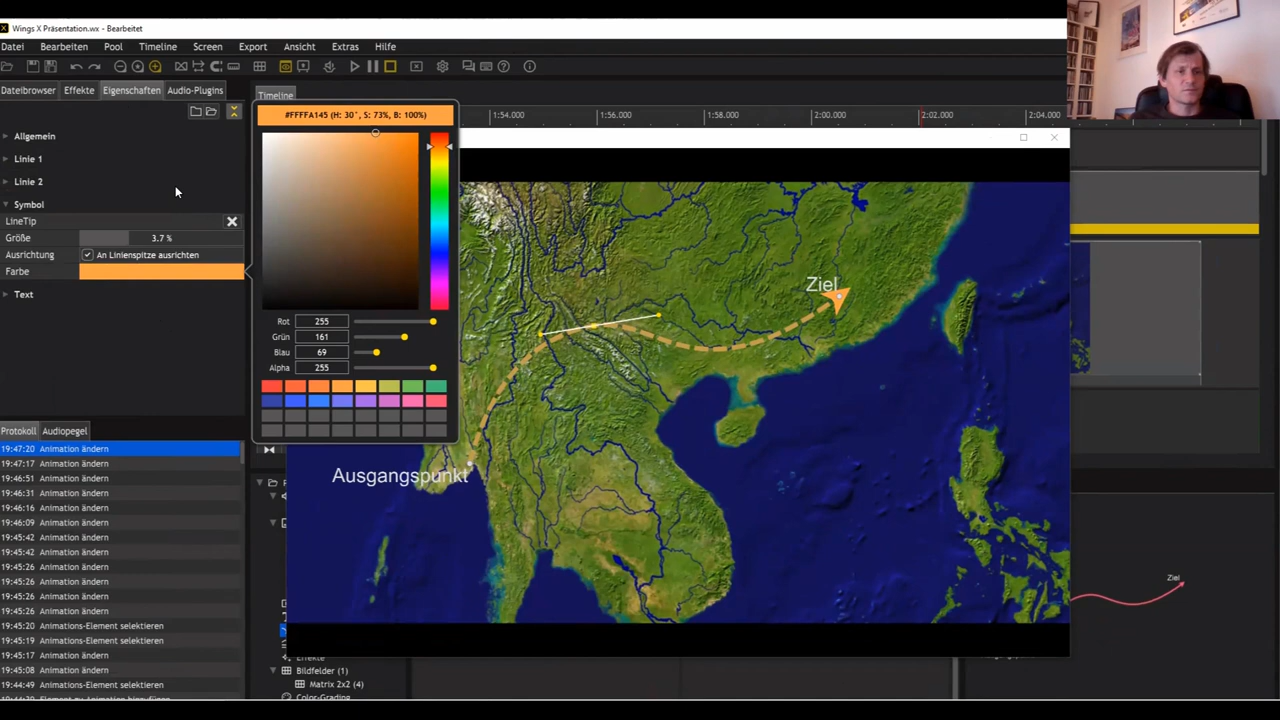 Wings X Präsentation.wx - Bearbeitet
Datei Bearbeiten Pool Timeline Screen Export Ansicht Extras Hilfe
Dateibrowser Effekte Eigenschaften Audio-Plugins
Timeline
1:54.000 1:56.000 1:58.000 2:00.000 2:02.000 2:04.000
#FFFFA145 (H: 30°, S: 73%, B: 100%)
Allgemein
Linie 1
Linie 2
Symbol
LineTip
Größe 3.7 %
Ausrichtung An Linienspitze ausrichten
Farbe
Text
Rot 255
Grün 161
Blau 69
Alpha 255
Ziel
Ausgangspunkt
Protokoll Audiopegel
19:47:20 Animation ändern
19:47:17 Animation ändern
19:46:51 Animation ändern
19:46:31 Animation ändern
19:46:16 Animation ändern
19:46:09 Animation ändern
19:45:42 Animation ändern
19:45:42 Animation ändern
19:45:26 Animation ändern
19:45:26 Animation ändern
19:45:26 Animation ändern
19:45:26 Animation ändern
19:45:20 Animations-Element selektieren
19:45:19 Animations-Element selektieren
19:45:17 Animation ändern
19:45:08 Animation ändern
19:44:49 Animations-Element selektieren
Effekte
Bildfelder (1)
Matrix 2x2 (4)
Color-Grading
Ziel